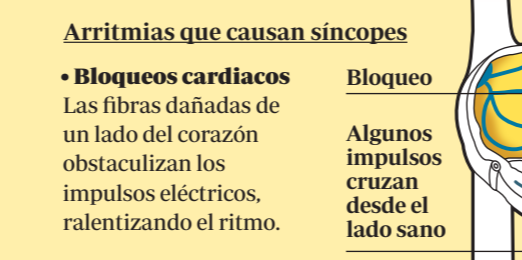 Arritmias que causan síncopes
• Bloqueos cardiacos
Las fibras dañadas de
un lado del corazón
obstaculizan los
impulsos eléctricos,
ralentizando el ritmo.
Bloqueo
Algunos
impulsos
cruzan
desde el
lado sano